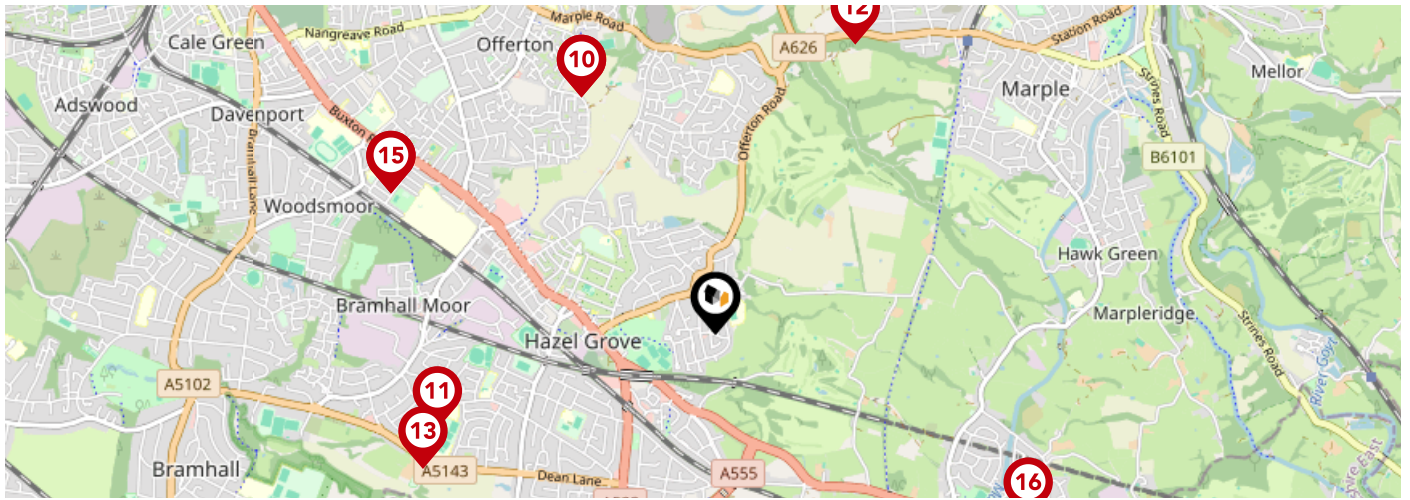 12
Marple Road
Station Road
Nangreave Road
Cale Green
Offerton
A626
10
Mellor
Marple
Strines Road
Adswood
Davenport
Buxton
Offerton Road
15
B6101
Bramhall Lane
Woodsmoor
Hawk Green
Bramhall Moor
Marpleridge
Hazel Grove
Strines Road
River Goyt
A5102
11
13
Bramhall
A5143
Dean Lane
A555
16